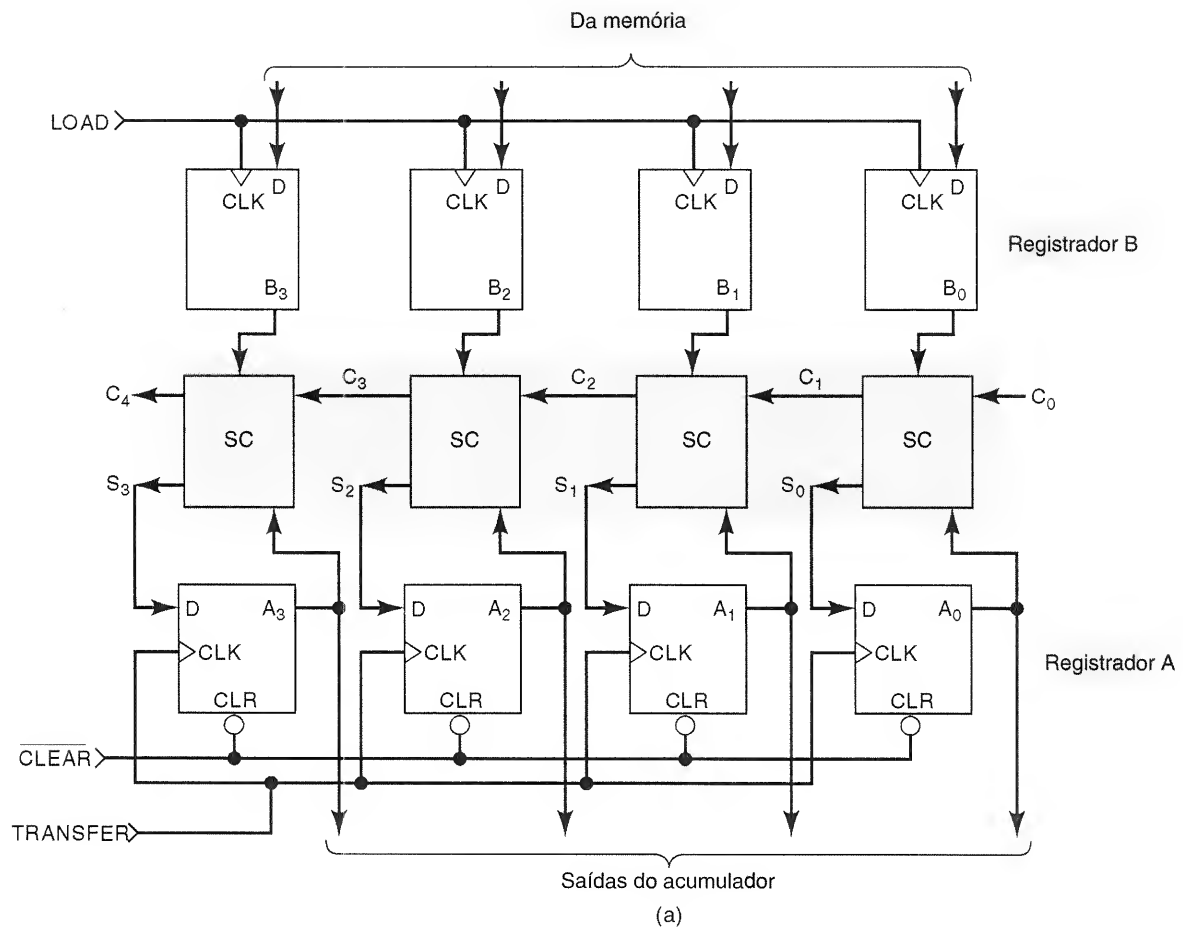 Da memória
LOAD
D D D D
CLK CLK CLK CLK
Registrador B
B₃ B₂ B₁ B₀
C₄ C₃ C₂ C₁ C₀
SC SC SC SC
S₃ S₂ S₁ S₀
D A₃ D A₂ D A₁ D A₀
CLK CLK CLK CLK
Registrador A
CLR CLR CLR CLR
CLEAR
TRANSFER
Saídas do acumulador
(a)